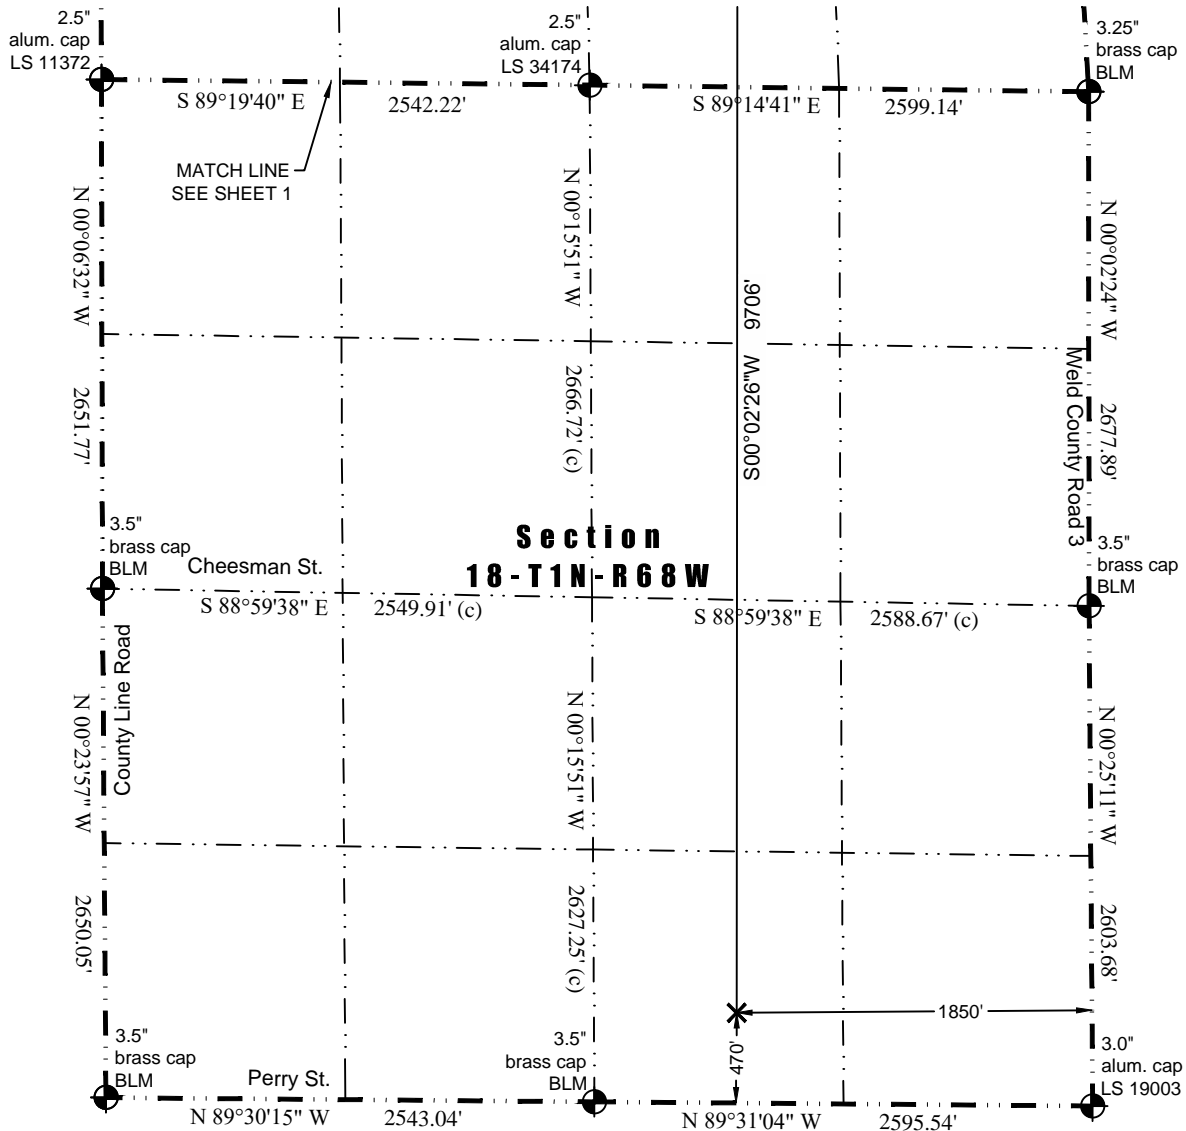 2.5"
alum. cap
LS 11372
2.5"
alum. cap
LS 34174
3.25"
brass cap
BLM
S 89°19'40" E
2542.22'
S 89°14'41" E
2599.14'
MATCH LINE
SEE SHEET 1
N 00°06'32" W
2651.77'
N 00°15'51" W
2666.72' (c)
S00°02'26"W 9706'
N 00°02'24" W
2677.89'
Weld County Road 3
3.5"
brass cap
BLM
Cheesman St.
Section
18-T1N-R68W
3.5"
brass cap
BLM
S 88°59'38" E
2549.91' (c)
S 88°59'38" E
2588.67' (c)
County Line Road
N 00°23'57" W
2650.05'
N 00°15'51" W
2627.25' (c)
N 00°25'11" W
2603.68'
1850'
470'
3.5"
brass cap
BLM
Perry St.
3.5"
brass cap
BLM
3.0"
alum. cap
LS 19003
N 89°30'15" W
2543.04'
N 89°31'04" W
2595.54'